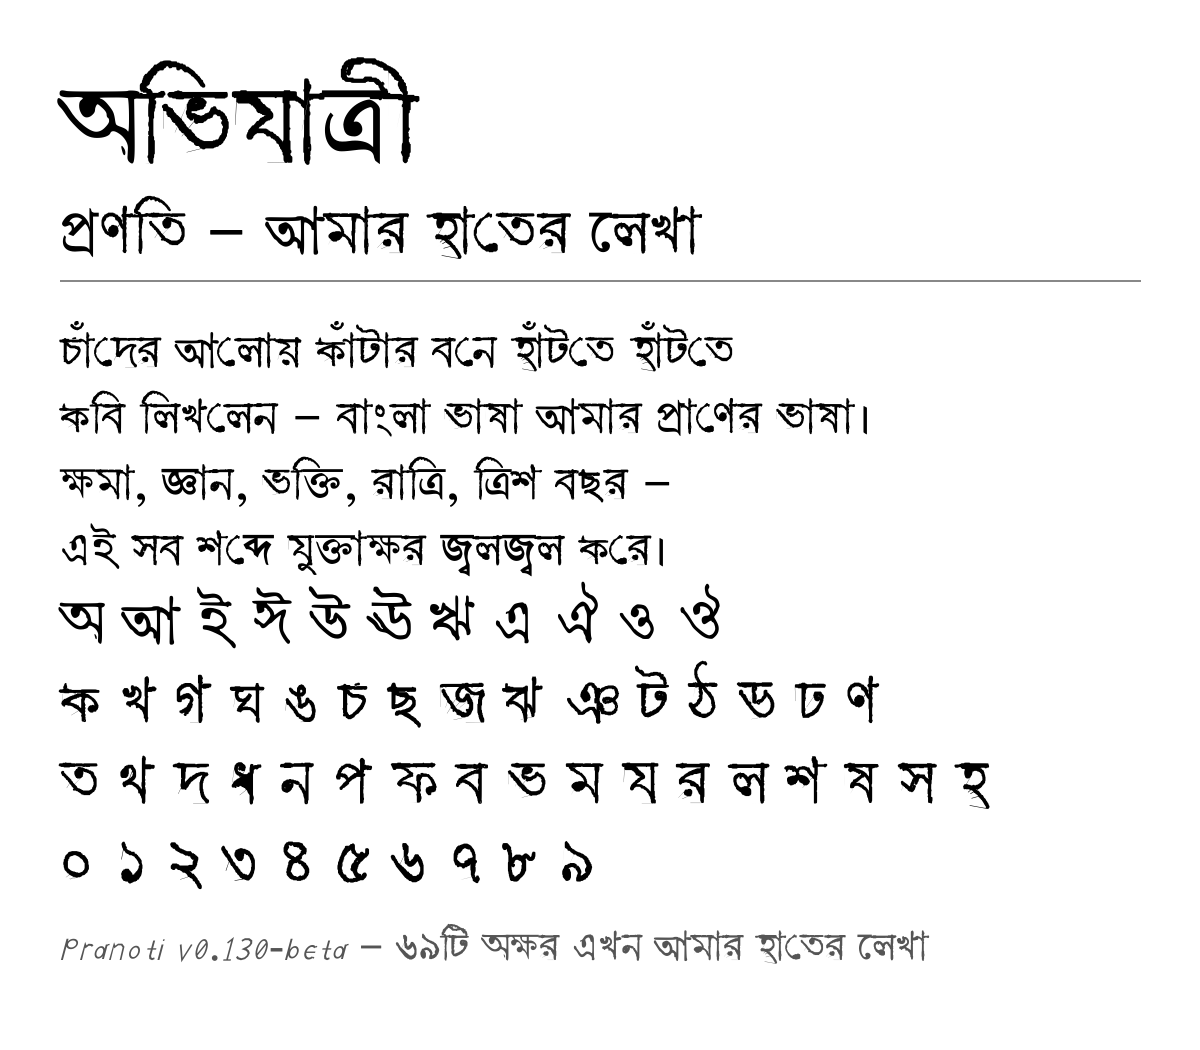 অভিযাত্রী
প্রণতি – আমার হাতের লেখা
চাঁদের আলোয় কাঁটার বনে হাঁটতে হাঁটতে
কবি লিখলেন – বাংলা ভাষা আমার প্রাণের ভাষা।
ক্ষমা, জ্ঞান, ভক্তি, রাত্রি, ত্রিশ বছর –
এই সব শব্দে যুক্তাক্ষর জ্বলজ্বল করে।
অ আ ই ঈ উ ঊ ঋ এ ঐ ও ঔ
ক খ গ ঘ ঙ চ ছ জ ঝ ঞ ট ঠ ড ঢ ণ
ত থ দ ধ ন প ফ ব ভ ম য র ল শ ষ স হ
০ ১ ২ ৩ ৪ ৫ ৬ ৭ ৮ ৯
Pranoti v0.130-beta – ৬৯টি অক্ষর এখন আমার হাতের লেখা